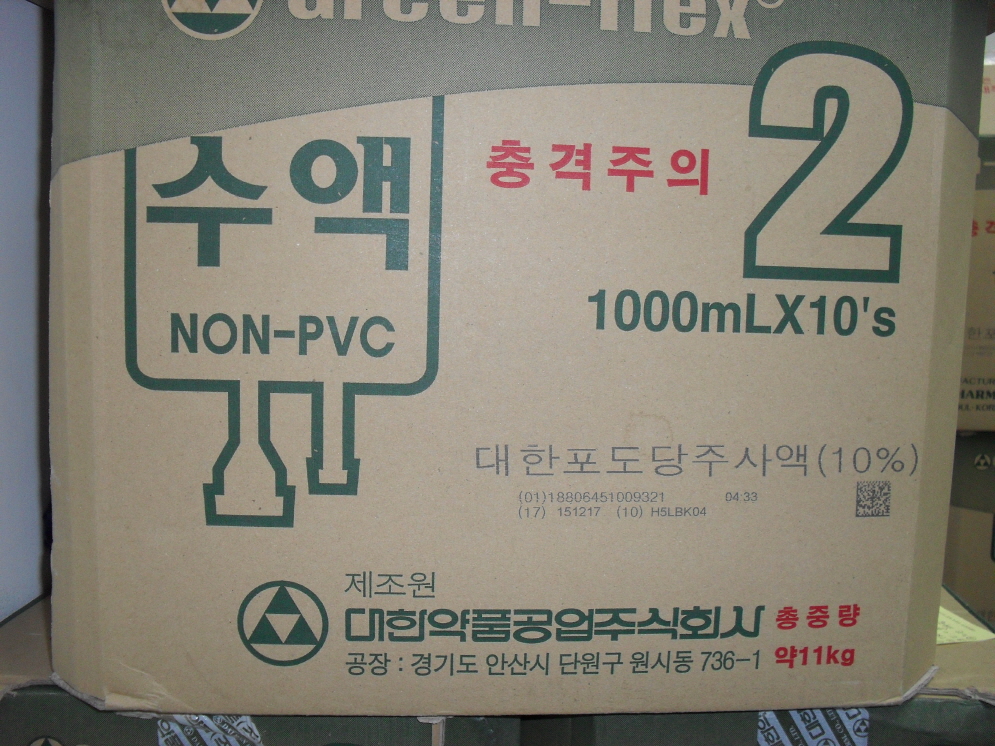 Green-flex®
수액
충격주의
2
NON-PVC
1000mLX10's
대한포도당주사액(10%)
(01)18806451009321 04:33
(17) 151217 (10) H5LBK04
제조원
대한약품공업주식회사 총중량
공장 : 경기도 안산시 단원구 원시동 736-1 약11kg